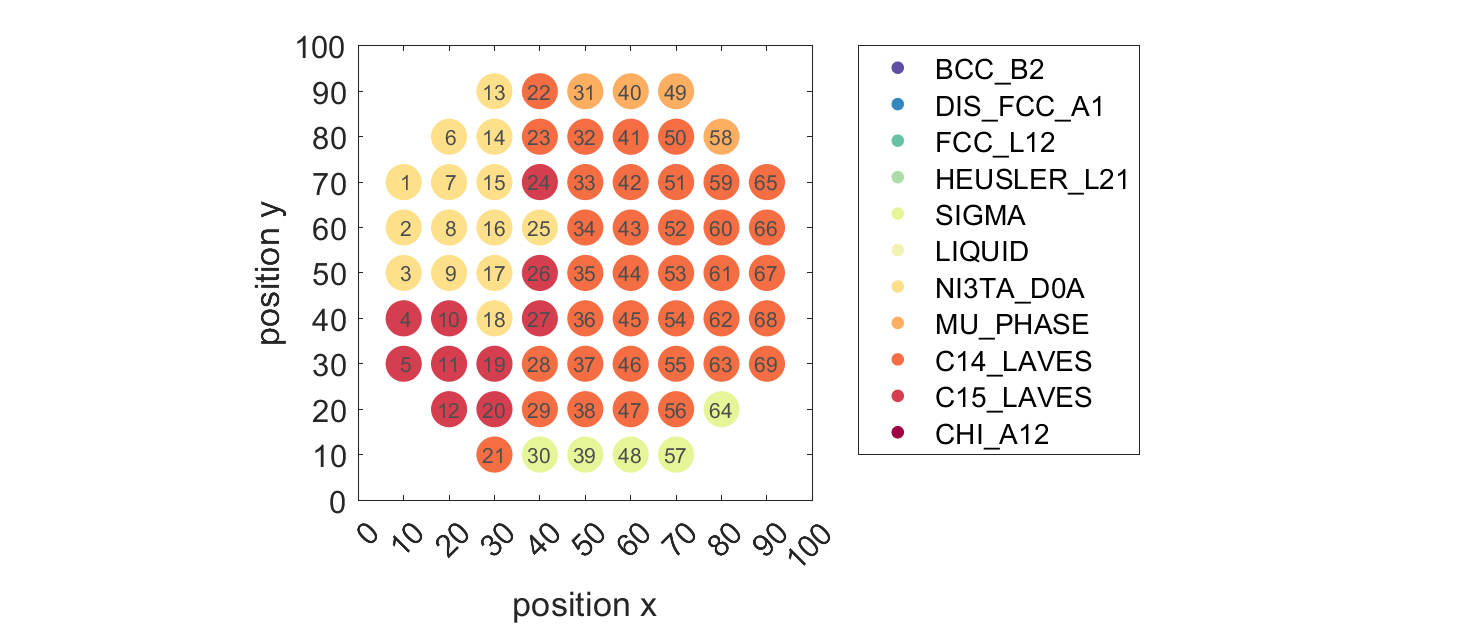 100
90 13 22 31 40 49
80 6 14 23 32 41 50 58
70 1 7 15 24 33 42 51 59 65
60 2 8 16 25 34 43 52 60 66
50 3 9 17 26 35 44 53 61 67
40 4 10 18 27 36 45 54 62 68
30 5 11 19 28 37 46 55 63 69
20 12 20 29 38 47 56 64
10 21 30 39 48 57
0
0 10 20 30 40 50 60 70 80 90 100
position x
position y
BCC_B2
DIS_FCC_A1
FCC_L12
HEUSLER_L21
SIGMA
LIQUID
NI3TA_D0A
MU_PHASE
C14_LAVES
C15_LAVES
CHI_A12